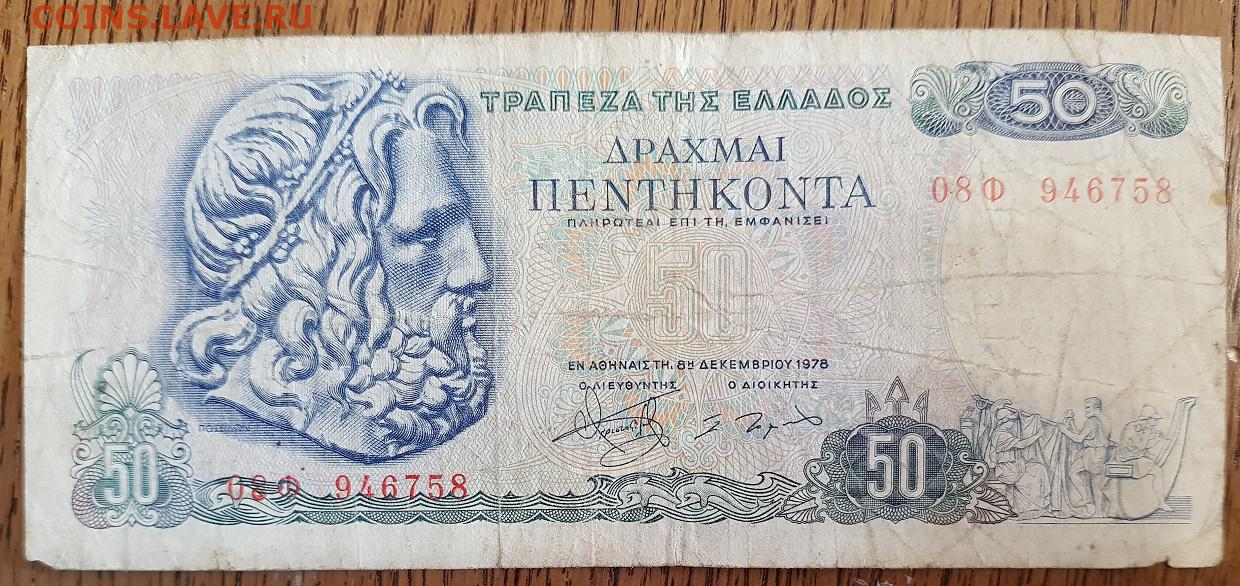 COINS.LAVE.RU
ΤΡΑΠΕΖΑ ΤΗΣ ΕΛΛΑΔΟΣ
50
ΔΡΑΧΜΑΙ
ΠΕΝΤΗΚΟΝΤΑ
08Φ 946758
ΠΛΗΡΩΤΕΑΙ ΕΠΙ ΤΗ, ΕΜΦΑΝΙΣΕΙ
50
ΕΝ ΑΘΗΝΑΙΣ ΤΗ, 8Η ΔΕΚΕΜΒΡΙΟΥ 1978
Ο ΔΙΕΥΘΥΝΤΗΣ Ο ΔΙΟΙΚΗΤΗΣ
50
50
08Φ 946758